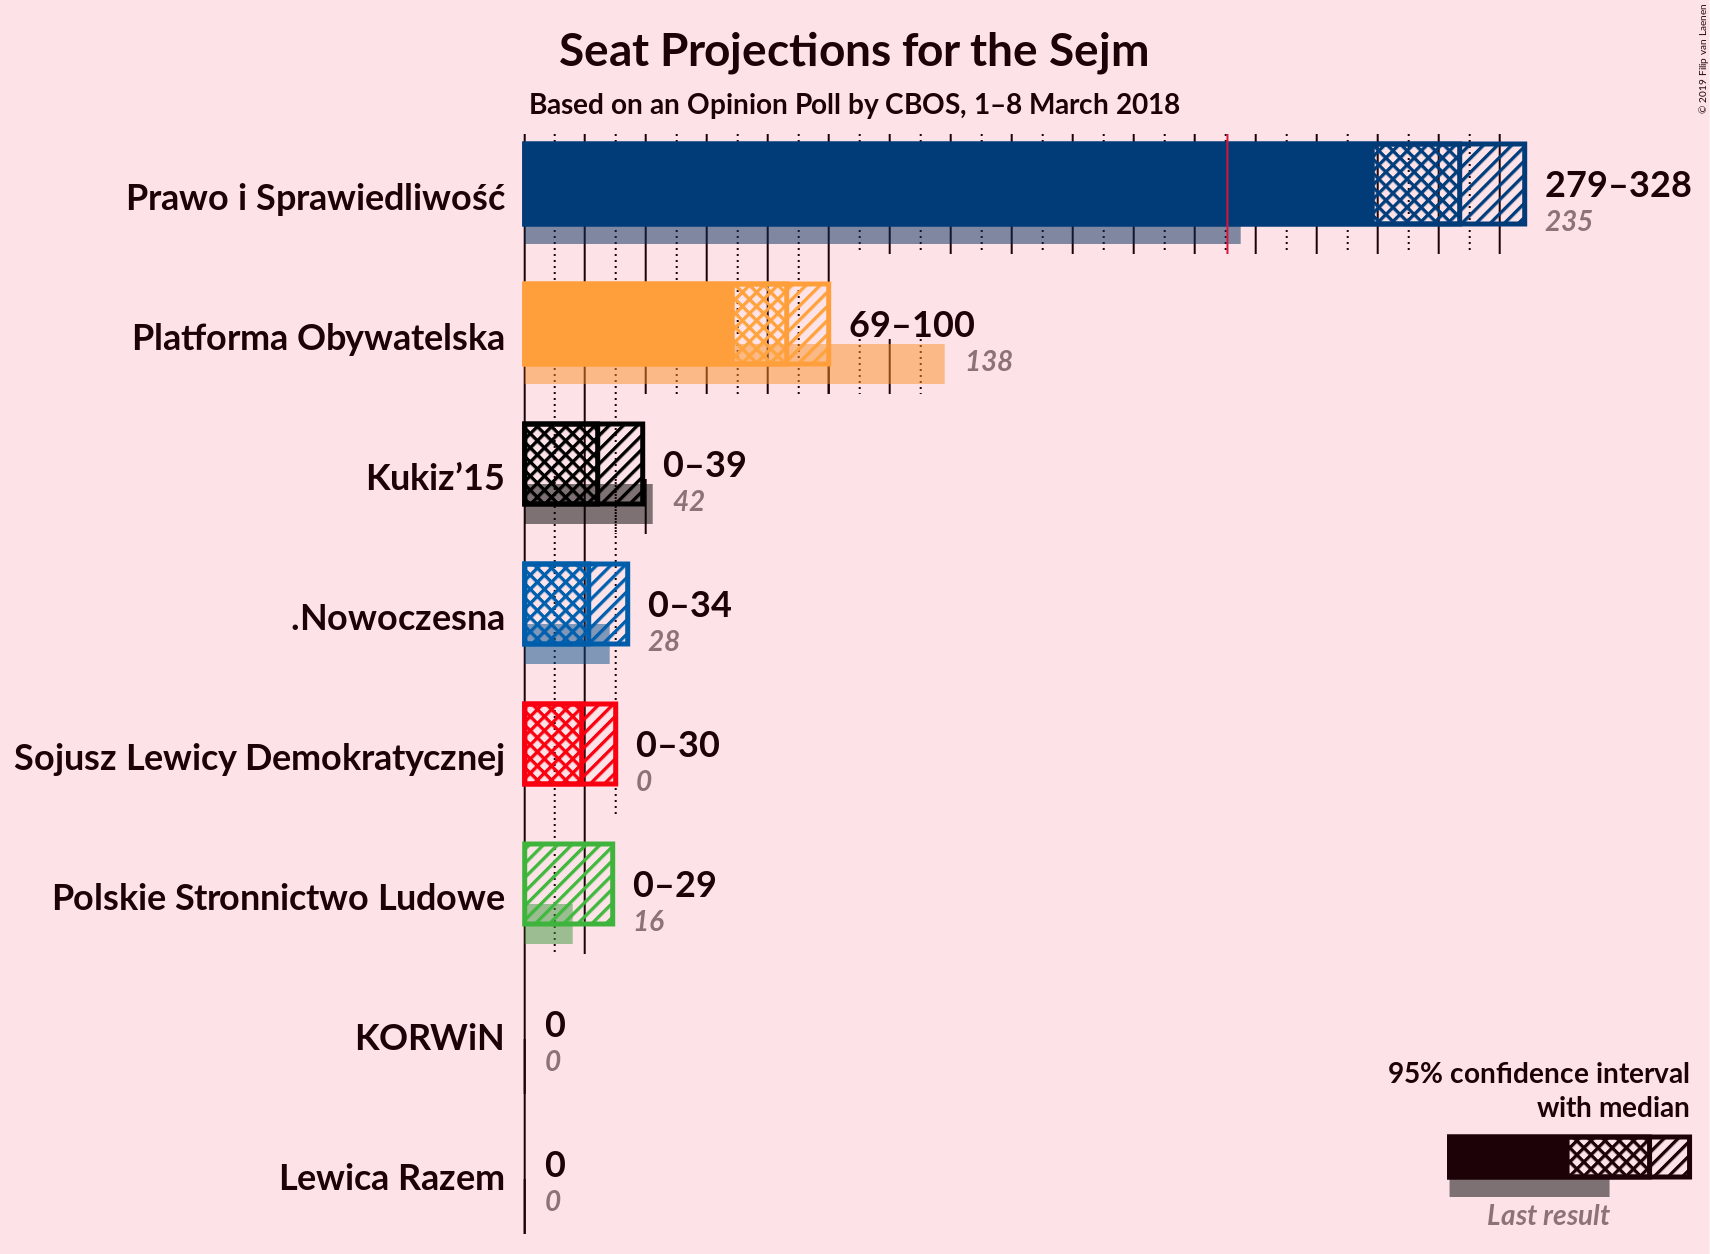 Seat Projections for the Sejm
Based on an Opinion Poll by CBOS, 1–8 March 2018
© 2019 Filip van Laenen
Prawo i Sprawiedliwość
279–328
235
Platforma Obywatelska
69–100
138
Kukiz’15
0–39
42
.Nowoczesna
0–34
28
Sojusz Lewicy Demokratycznej
0–30
0
Polskie Stronnictwo Ludowe
0–29
16
KORWiN
0
0
Lewica Razem
0
0
95% confidence interval
with median
Last result